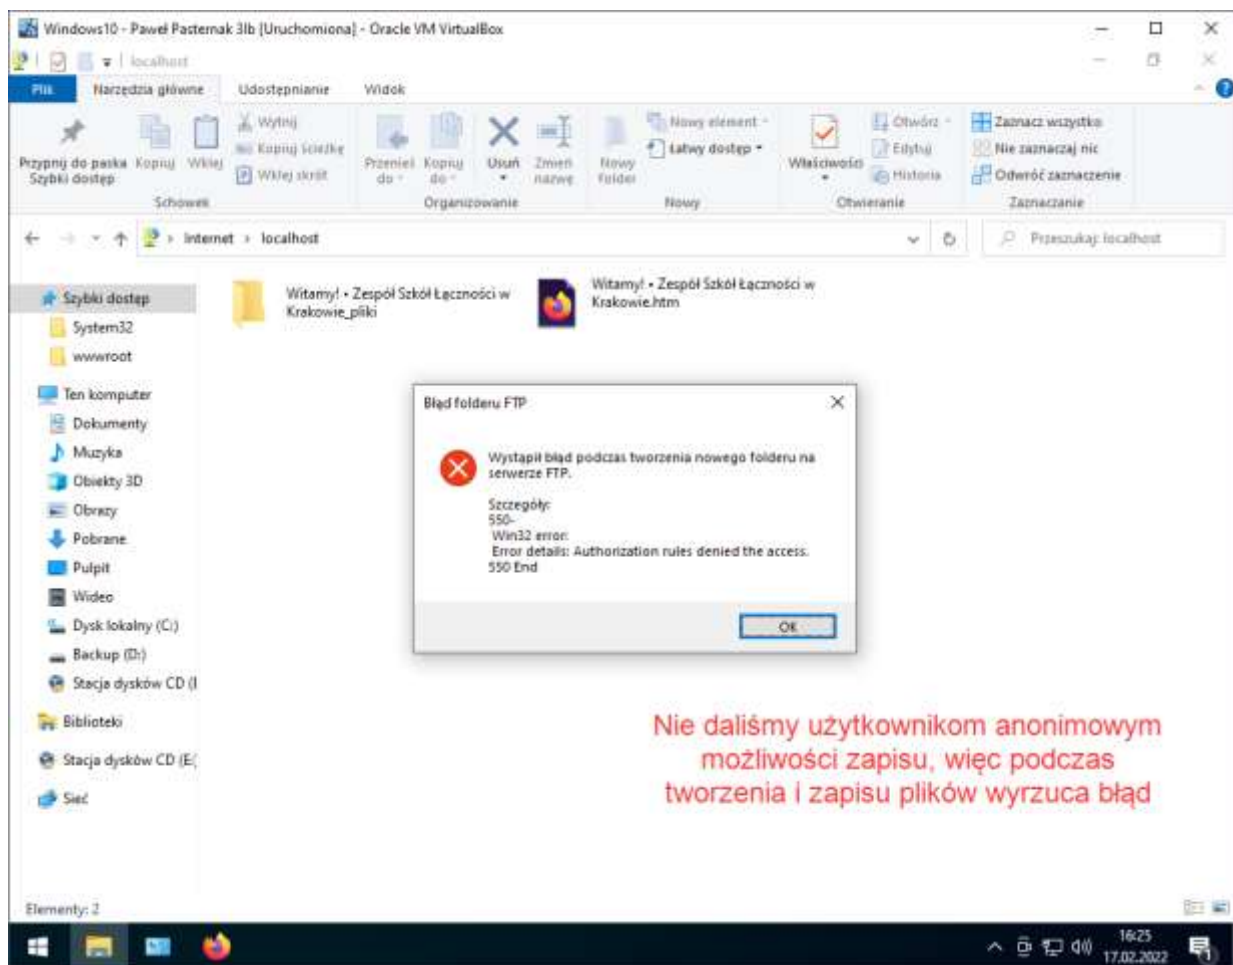 Windows10 - Paweł Pasternak 3lb [Uruchomiona] - Oracle VM VirtualBox
localhost
Plik Narzędzia główne Udostępnianie Widok
Przypnij do paska Szybki dostęp
Kopiuj
Wklej
Wytnij
Kopiuj ścieżkę
Wklej skrót
Schowek
Przenieś do
Kopiuj do
Usuń
Zmień nazwę
Organizowanie
Nowy folder
Nowy element
Łatwy dostęp
Nowy
Właściwości
Otwórz
Edytuj
Historia
Otwieranie
Zaznacz wszystko
Nie zaznaczaj nic
Odwróć zaznaczenie
Zaznaczanie
Internet › localhost
Przeszukaj: localhost
Szybki dostęp
System32
wwwroot
Ten komputer
Dokumenty
Muzyka
Obiekty 3D
Obrazy
Pobrane
Pulpit
Wideo
Dysk lokalny (C:)
Backup (D:)
Stacja dysków CD (
Biblioteki
Stacja dysków CD (E:
Sieć
Witamy! • Zespół Szkół Łączności w
Krakowie_pliki
Witamy! • Zespół Szkół Łączności w
Krakowie.htm
Błąd folderu FTP
Wystąpił błąd podczas tworzenia nowego folderu na
serwerze FTP.
Szczegóły:
550-
Win32 error:
Error details: Authorization rules denied the access.
550 End
OK
Nie daliśmy użytkownikom anonimowym
możliwości zapisu, więc podczas
tworzenia i zapisu plików wyrzuca błąd
Elementy: 2
16:25
17.02.2022